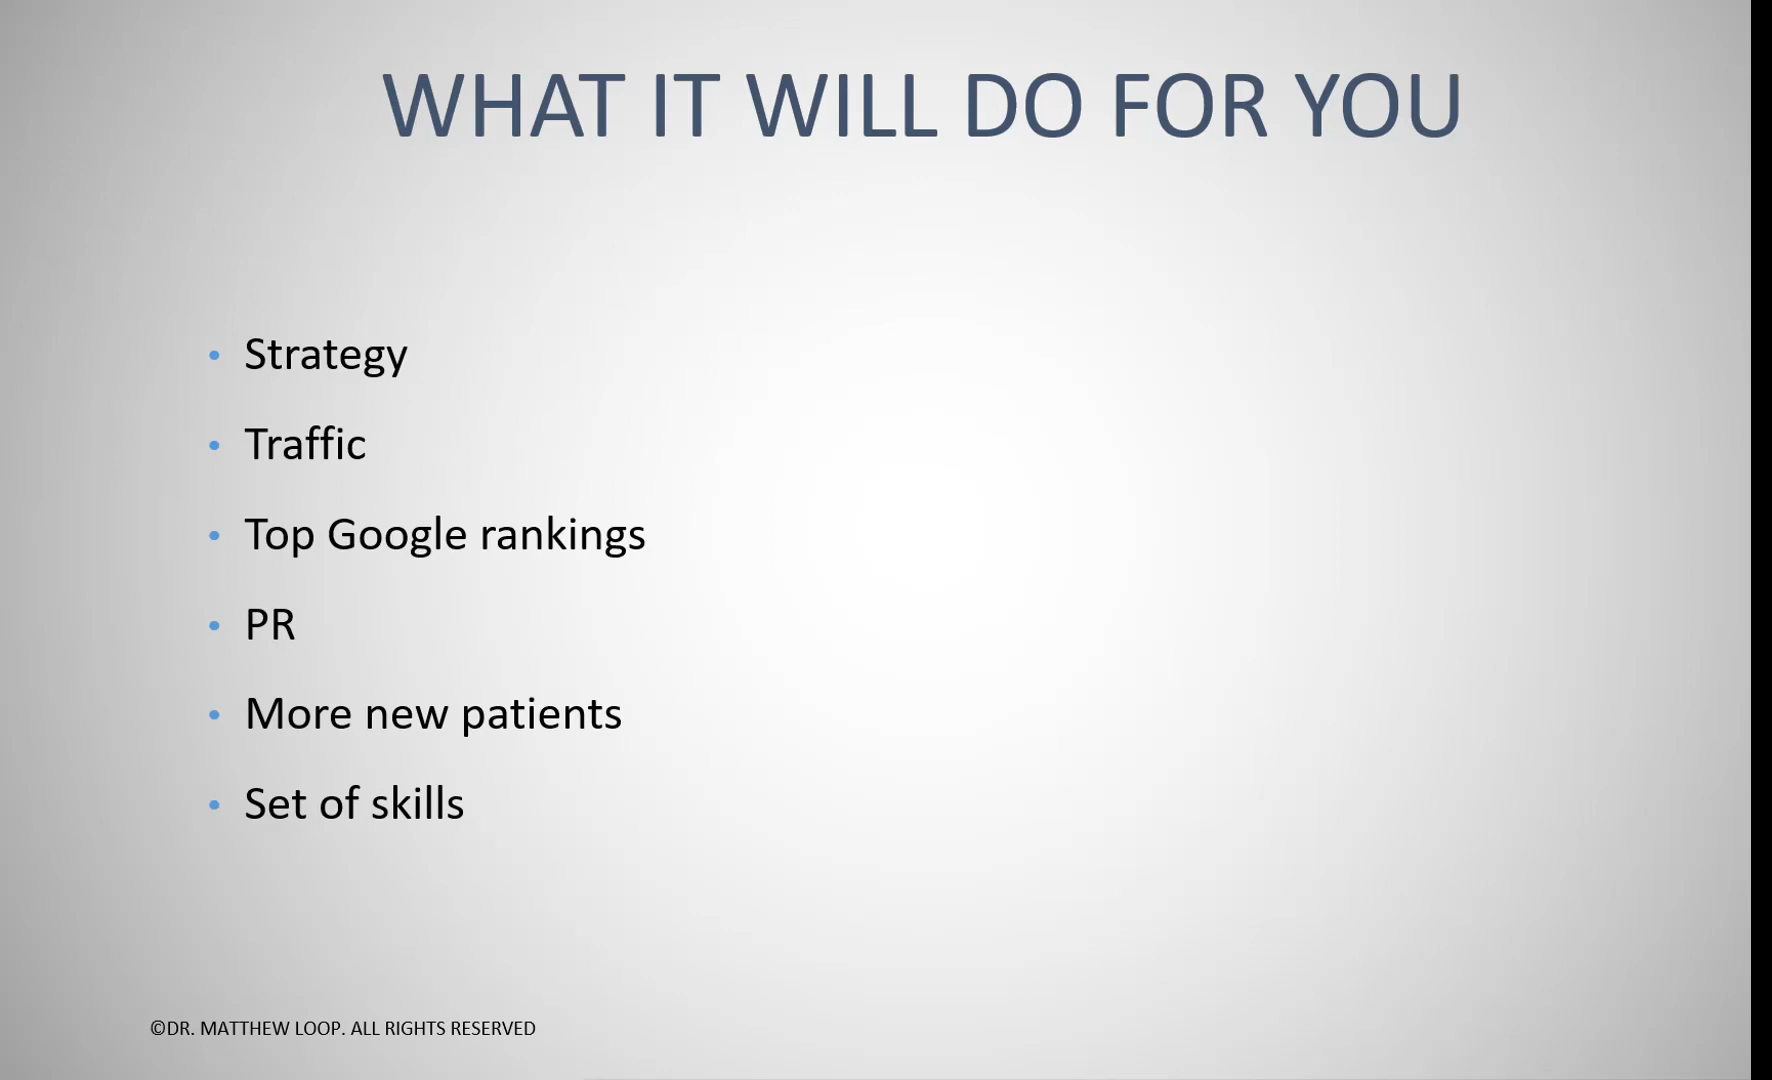 WHAT IT WILL DO FOR YOU
• Strategy
• Traffic
• Top Google rankings
• PR
• More new patients
• Set of skills
©DR. MATTHEW LOOP. ALL RIGHTS RESERVED